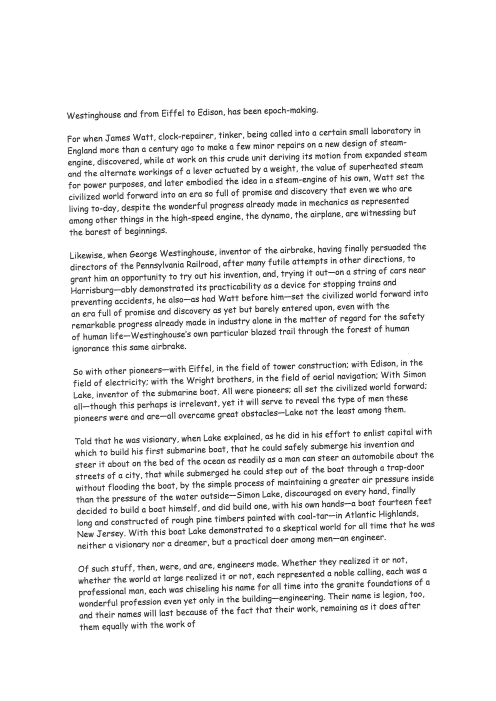 Westinghouse and from Eiffel to Edison, has been epoch-making.
For when James Watt, clock-repairer, tinker, being called into a certain small laboratory in
England more than a century ago to make a few minor repairs on a new design of steam-
engine, discovered, while at work on this crude unit deriving its motion from expanded steam
and the alternate workings of a lever actuated by a weight, the value of superheated steam
for power purposes, and later embodied the idea in a steam-engine of his own, Watt set the
civilized world forward into an era so full of promise and discovery that even we who are
living to-day, despite the wonderful progress already made in mechanics as represented
among other things in the high-speed engine, the dynamo, the airplane, are witnessing but
the barest of beginnings.
Likewise, when George Westinghouse, inventor of the airbrake, having finally persuaded the
directors of the Pennsylvania Railroad, after many futile attempts in other directions, to
grant him an opportunity to try out his invention, and, trying it out—on a string of cars near
Harrisburg—ably demonstrated its practicability as a device for stopping trains and
preventing accidents, he also—as had Watt before him—set the civilized world forward into
an era full of promise and discovery as yet but barely entered upon, even with the
remarkable progress already made in industry alone in the matter of regard for the safety
of human life—Westinghouse's own particular blazed trail through the forest of human
ignorance this same airbrake.
So with other pioneers—with Eiffel, in the field of tower construction; with Edison, in the
field of electricity; with the Wright brothers, in the field of aerial navigation; With Simon
Lake, inventor of the submarine boat. All were pioneers; all set the civilized world forward;
all—though this perhaps is irrelevant, yet it will serve to reveal the type of men these
pioneers were and are—all overcame great obstacles—Lake not the least among them.
Told that he was visionary, when Lake explained, as he did in his effort to enlist capital with
which to build his first submarine boat, that he could safely submerge his invention and
steer it about on the bed of the ocean as readily as a man can steer an automobile about the
streets of a city, that while submerged he could step out of the boat through a trap-door
without flooding the boat, by the simple process of maintaining a greater air pressure inside
than the pressure of the water outside—Simon Lake, discouraged on every hand, finally
decided to build a boat himself, and did build one, with his own hands—a boat fourteen feet
long and constructed of rough pine timbers painted with coal-tar—in Atlantic Highlands,
New Jersey. With this boat Lake demonstrated to a skeptical world for all time that he was
neither a visionary nor a dreamer, but a practical doer among men—an engineer.
Of such stuff, then, were, and are, engineers made. Whether they realized it or not,
whether the world at large realized it or not, each represented a noble calling, each was a
professional man, each was chiseling his name for all time into the granite foundations of a
wonderful profession even yet only in the building—engineering. Their name is legion, too,
and their names will last because of the fact that their work, remaining as it does after
them equally with the work of